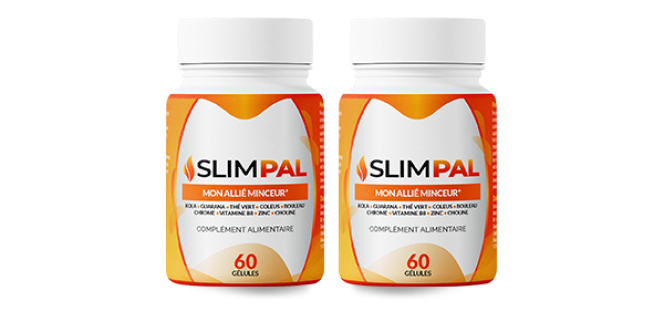 SLIMPAL
MON ALLIÉ MINCEUR*
KOLA + GUARANA + THÉ VERT + COLEUS + BOULEAU
CHROME + VITAMINE B8 + ZINC + CHOLINE
COMPLÉMENT ALIMENTAIRE
60
GÉLULES
SLIMPAL
MON ALLIÉ MINCEUR*
KOLA + GUARANA + THÉ VERT + COLEUS + BOULEAU
CHROME + VITAMINE B8 + ZINC + CHOLINE
COMPLÉMENT ALIMENTAIRE
60
GÉLULES